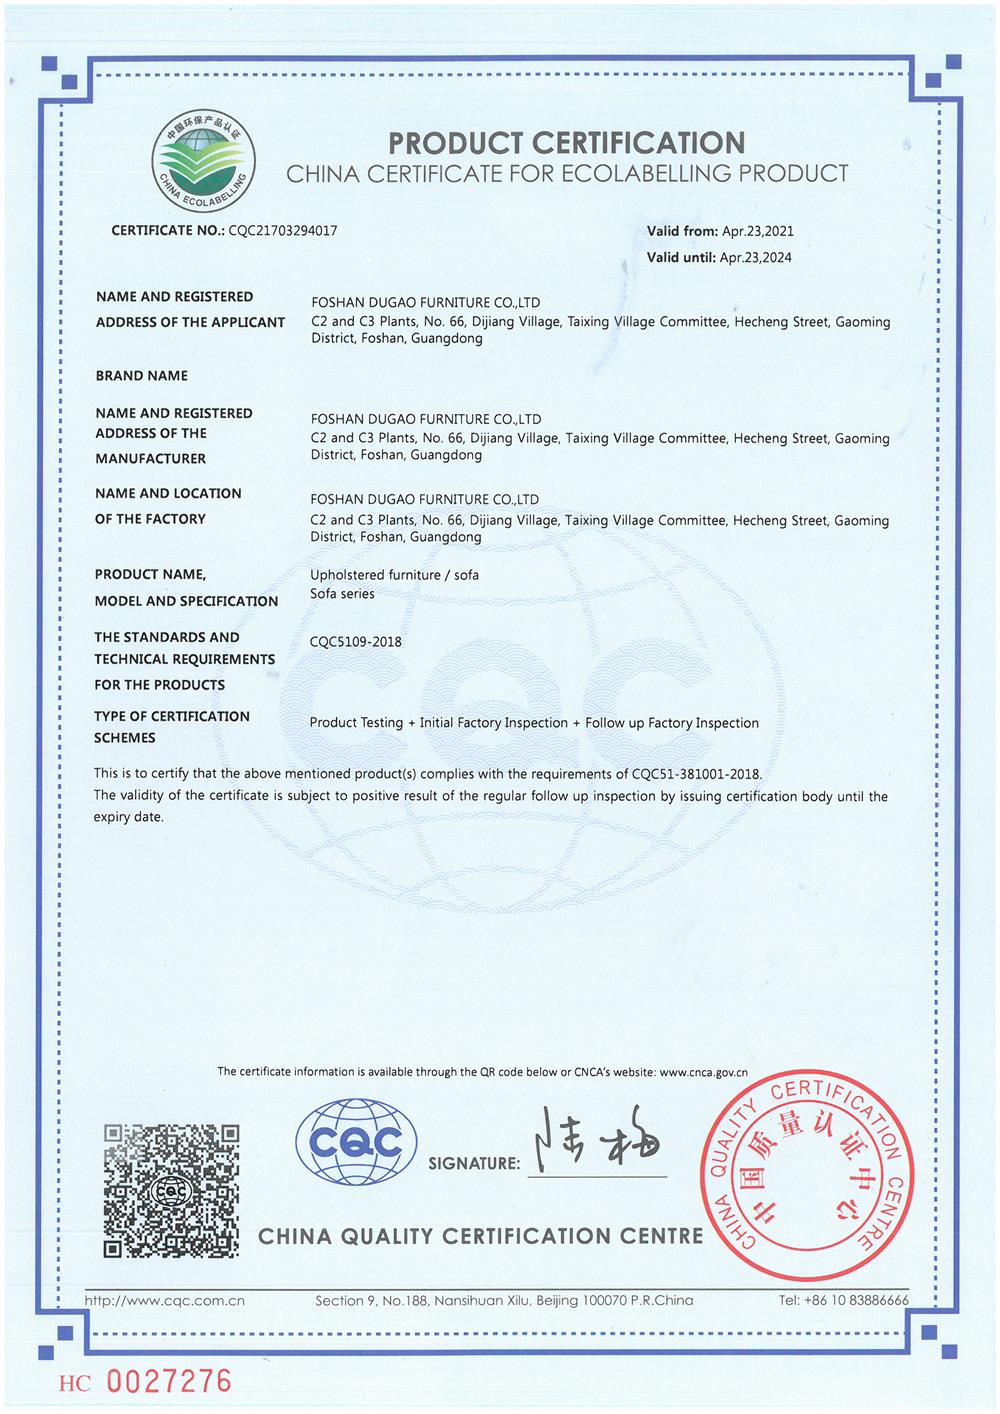 中国环保产品认证
CHINA ECOLABELLING
PRODUCT CERTIFICATION
CHINA CERTIFICATE FOR ECOLABELLING PRODUCT
CERTIFICATE NO.: CQC21703294017
Valid from: Apr.23,2021
Valid until: Apr.23,2024
NAME AND REGISTERED
ADDRESS OF THE APPLICANT
FOSHAN DUGAO FURNITURE CO.,LTD
C2 and C3 Plants, No. 66, Dijiang Village, Taixing Village Committee, Hecheng Street, Gaoming
District, Foshan, Guangdong
BRAND NAME
NAME AND REGISTERED
ADDRESS OF THE
MANUFACTURER
FOSHAN DUGAO FURNITURE CO.,LTD
C2 and C3 Plants, No. 66, Dijiang Village, Taixing Village Committee, Hecheng Street, Gaoming
District, Foshan, Guangdong
NAME AND LOCATION
OF THE FACTORY
FOSHAN DUGAO FURNITURE CO.,LTD
C2 and C3 Plants, No. 66, Dijiang Village, Taixing Village Committee, Hecheng Street, Gaoming
District, Foshan, Guangdong
PRODUCT NAME,
MODEL AND SPECIFICATION
Upholstered furniture / sofa
Sofa series
THE STANDARDS AND
TECHNICAL REQUIREMENTS
FOR THE PRODUCTS
CQC5109-2018
TYPE OF CERTIFICATION
SCHEMES
Product Testing + Initial Factory Inspection + Follow up Factory Inspection
CQC
This is to certify that the above mentioned product(s) complies with the requirements of CQC51-381001-2018.
The validity of the certificate is subject to positive result of the regular follow up inspection by issuing certification body until the
expiry date.
The certificate information is available through the QR code below or CNCA's website: www.cnca.gov.cn
CQC
CQC
SIGNATURE:
CHINA QUALITY CERTIFICATION CENTRE
中国质量认证中心
CHINA QUALITY CERTIFICATION CENTRE
http://www.cqc.com.cn
Section 9, No.188, Nansihuan Xilu, Beijing 100070 P.R.China
Tel: +86 10 83886666
HC 0027276